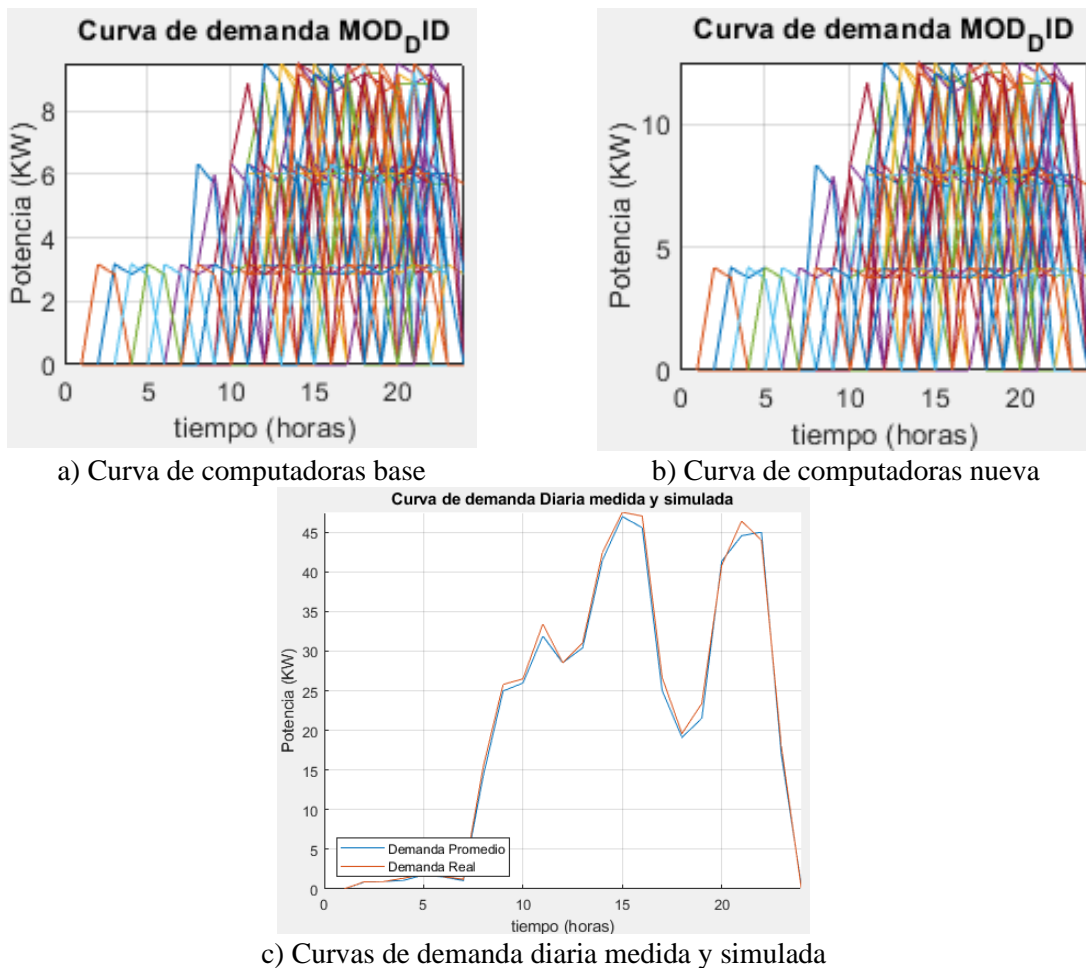 Curva de demanda MOD_DID
Potencia (KW)
8
6
4
2
0
0 5 10 15 20
tiempo (horas)
a) Curva de computadoras base
Curva de demanda MOD_DID
Potencia (KW)
10
5
0
0 5 10 15 20
tiempo (horas)
b) Curva de computadoras nueva
Curva de demanda Diaria medida y simulada
Potencia (KW)
45
40
35
30
25
20
15
10
5
0
Demanda Promedio
Demanda Real
0 5 10 15 20
tiempo (horas)
c) Curvas de demanda diaria medida y simulada